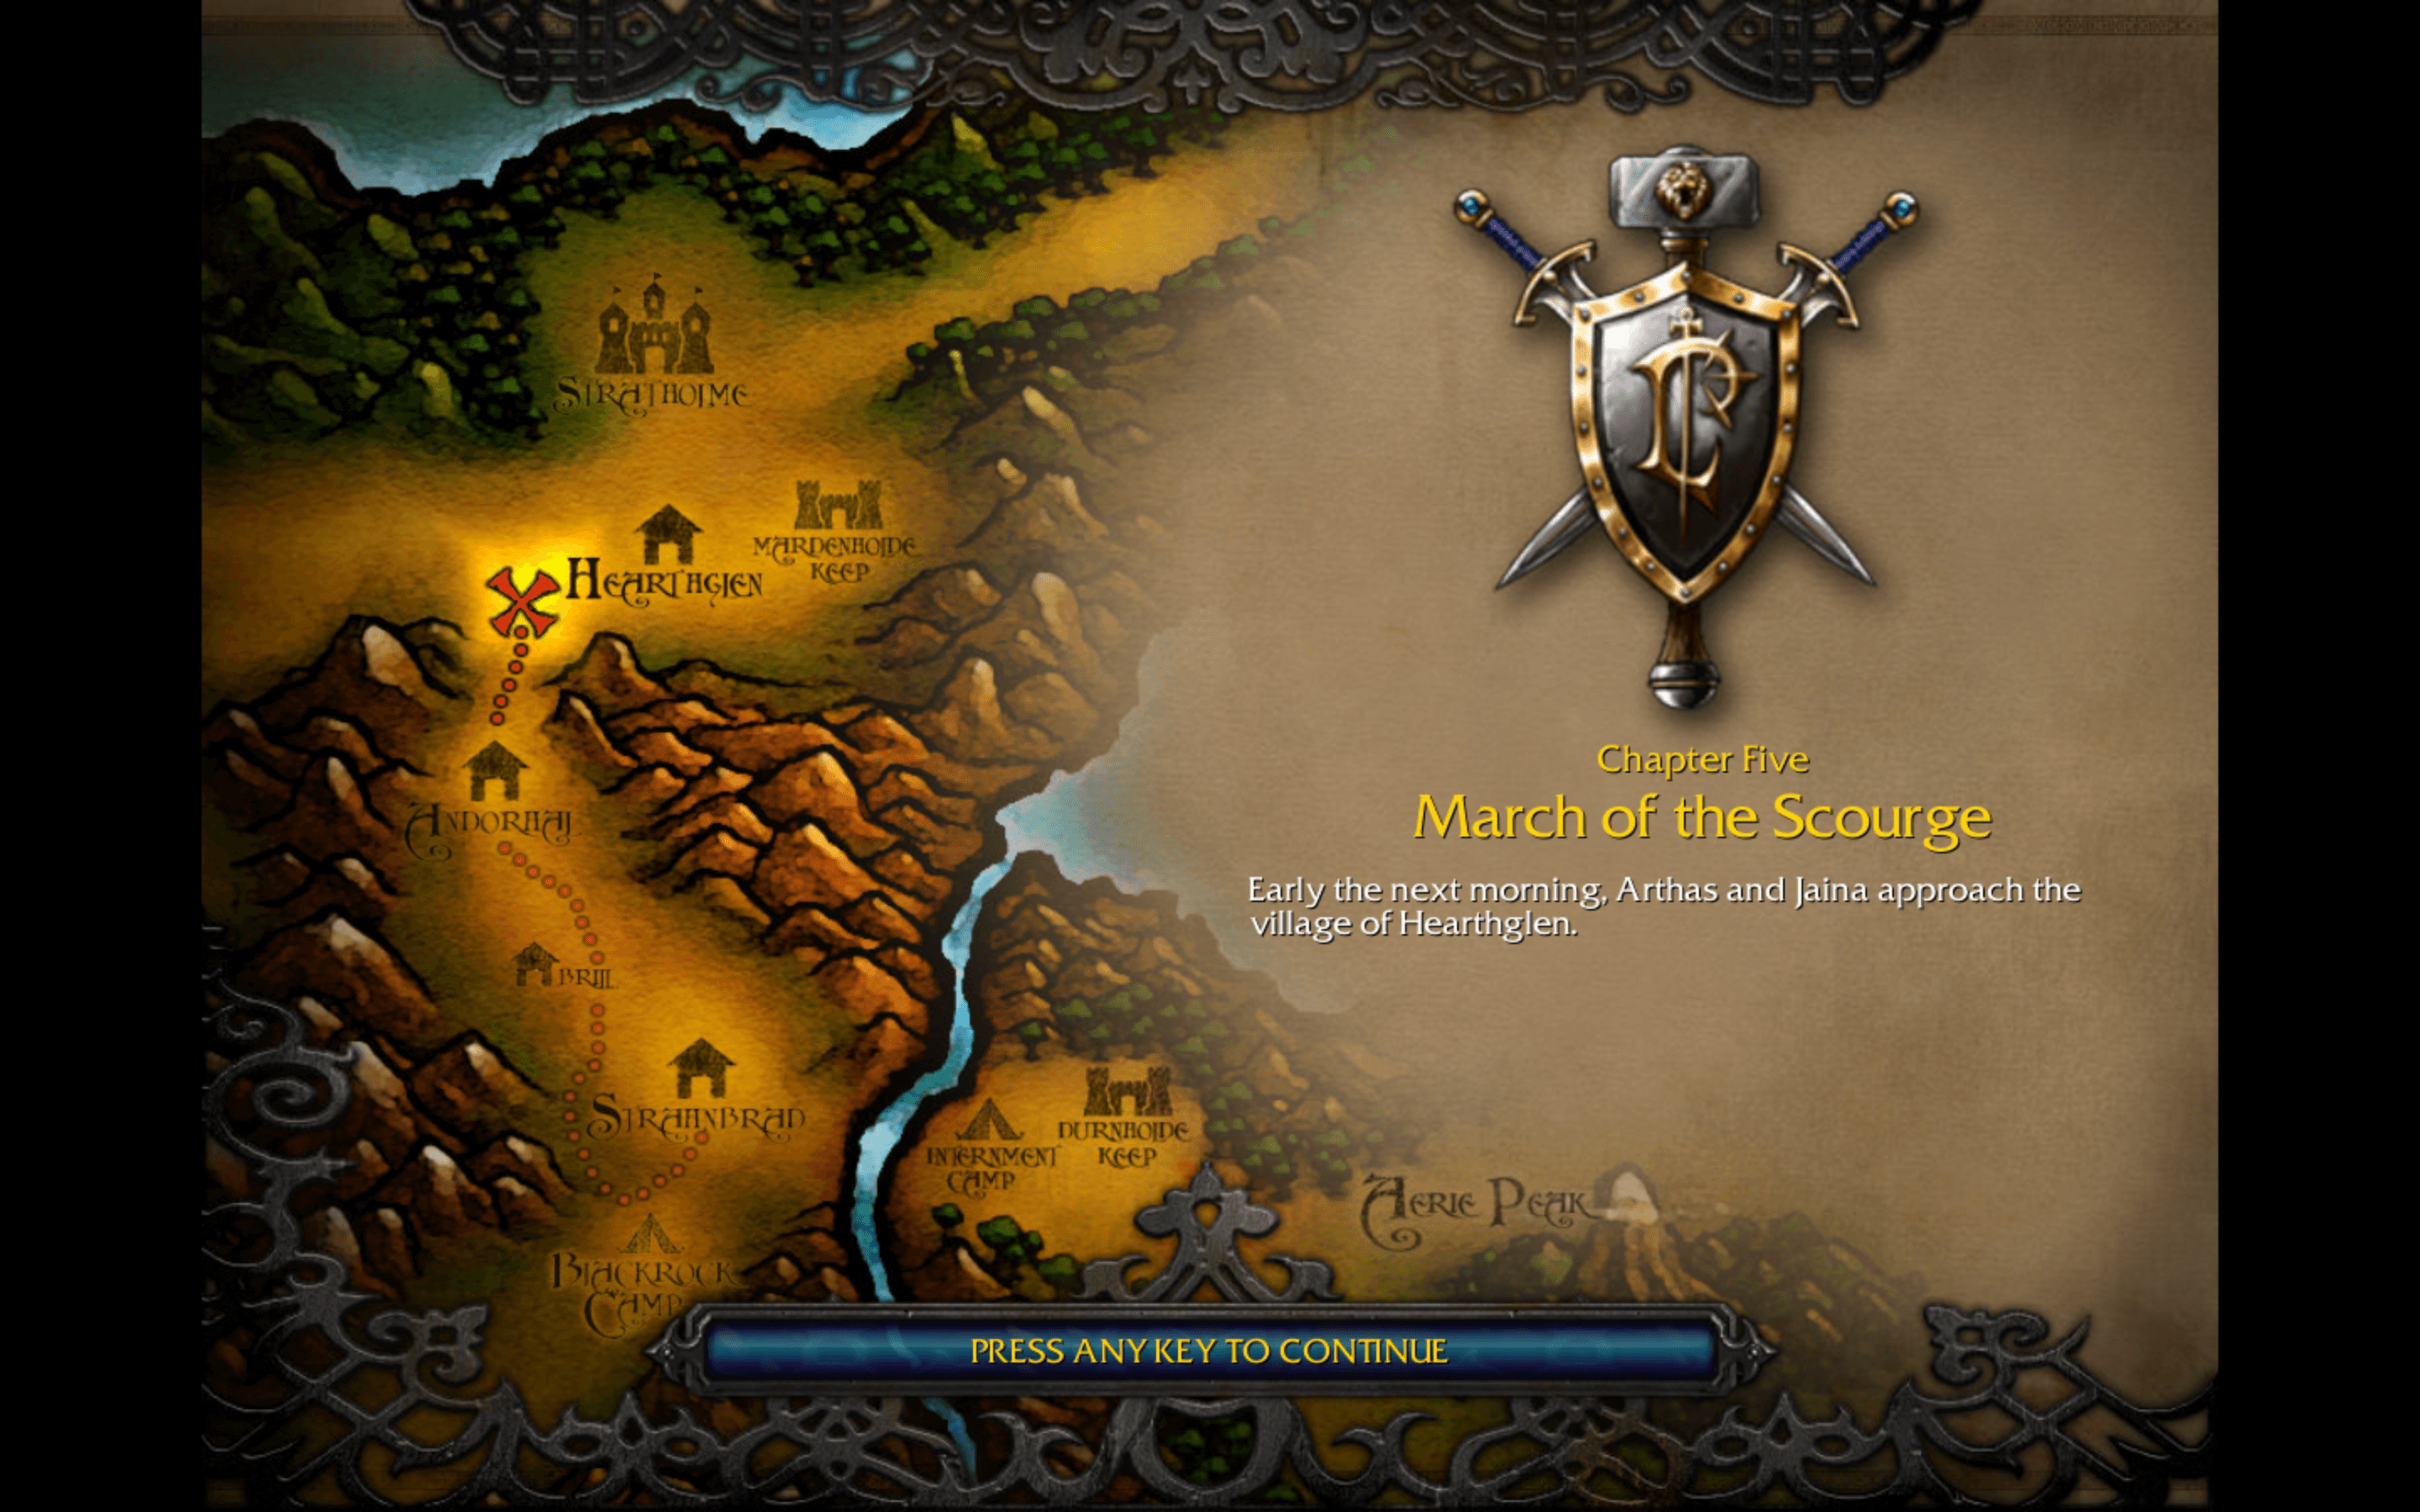 Stratholme
Mardenholde
Keep
Hearthglen
Andorhal
Brill
Strahnbrad
Internment
Camp
Durnholde
Keep
Aerie Peak
Blackrock
Camp
Chapter Five
March of the Scourge
Early the next morning, Arthas and Jaina approach the
village of Hearthglen.
PRESS ANY KEY TO CONTINUE